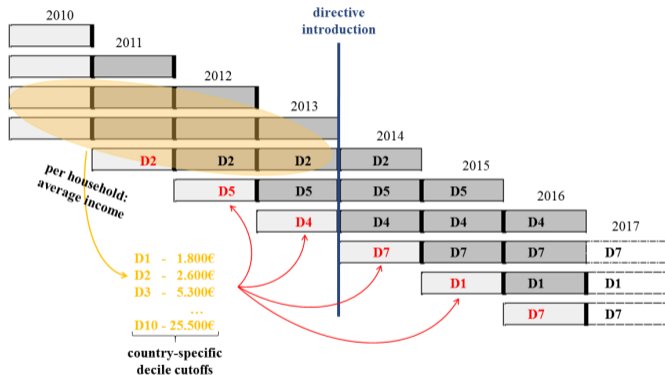 directive
introduction
2010
2011
2012
2013
2014
D2 D2 D2 D2
2015
D5 D5 D5 D5
2016
D4 D4 D4 D4
2017
D7 D7 D7 D7
D1 D1 D1
D7 D7
per household:
average income
D1 - 1.800€
D2 - 2.600€
D3 - 5.300€
...
D10 - 25.500€
country-specific
decile cutoffs